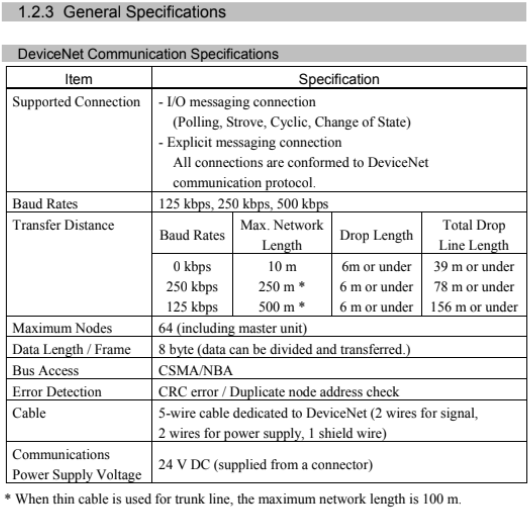 1.2.3 General Specifications
DeviceNet Communication Specifications
Item Specification
Supported Connection - I/O messaging connection
(Polling, Strove, Cyclic, Change of State)
- Explicit messaging connection
All connections are conformed to DeviceNet
communication protocol.
Baud Rates 125 kbps, 250 kbps, 500 kbps
Transfer Distance Baud Rates Max. Network Length Drop Length Total Drop Line Length
0 kbps 10 m 6m or under 39 m or under
250 kbps 250 m * 6 m or under 78 m or under
125 kbps 500 m * 6 m or under 156 m or under
Maximum Nodes 64 (including master unit)
Data Length / Frame 8 byte (data can be divided and transferred.)
Bus Access CSMA/NBA
Error Detection CRC error / Duplicate node address check
Cable 5-wire cable dedicated to DeviceNet (2 wires for signal,
2 wires for power supply, 1 shield wire)
Communications
Power Supply Voltage 24 V DC (supplied from a connector)
* When thin cable is used for trunk line, the maximum network length is 100 m.